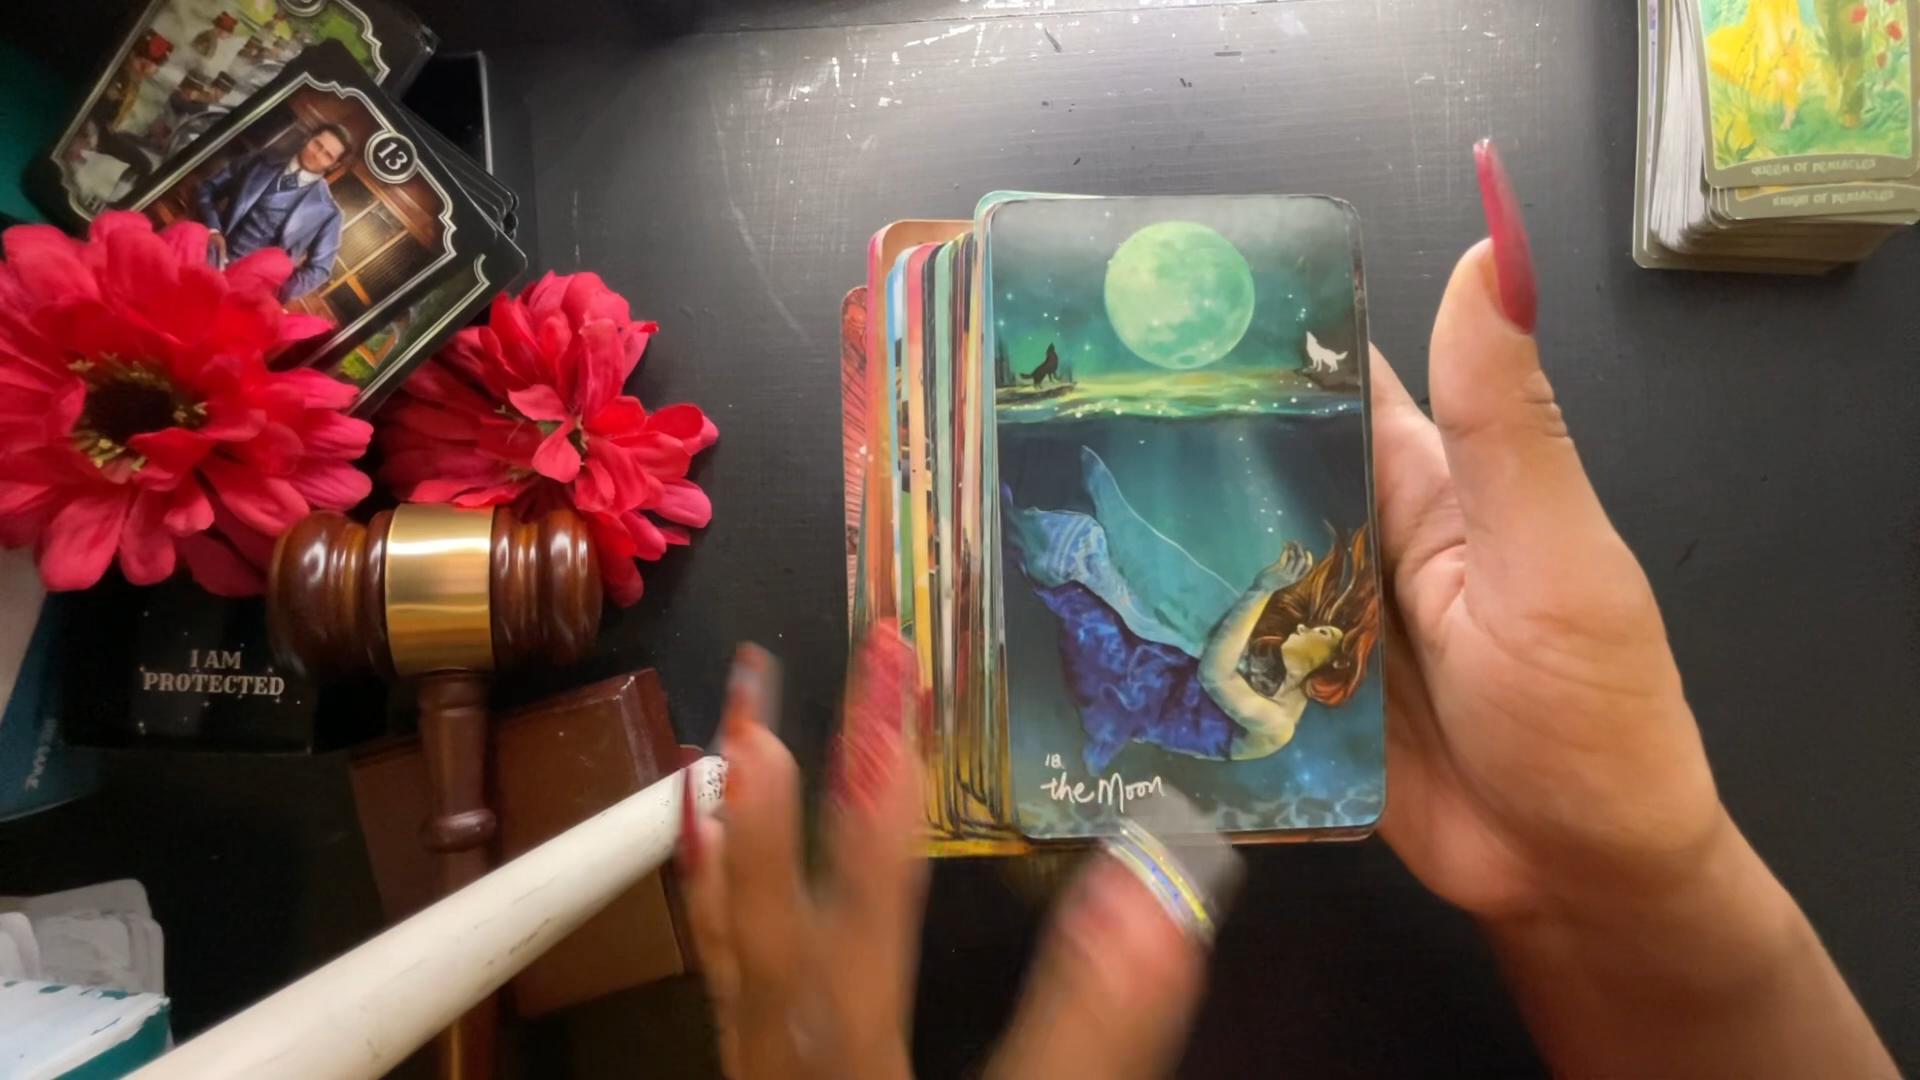 13
QUEEN OF PENTACLES
KNIGHT OF PENTACLES
I AM
PROTECTED
18
the Moon